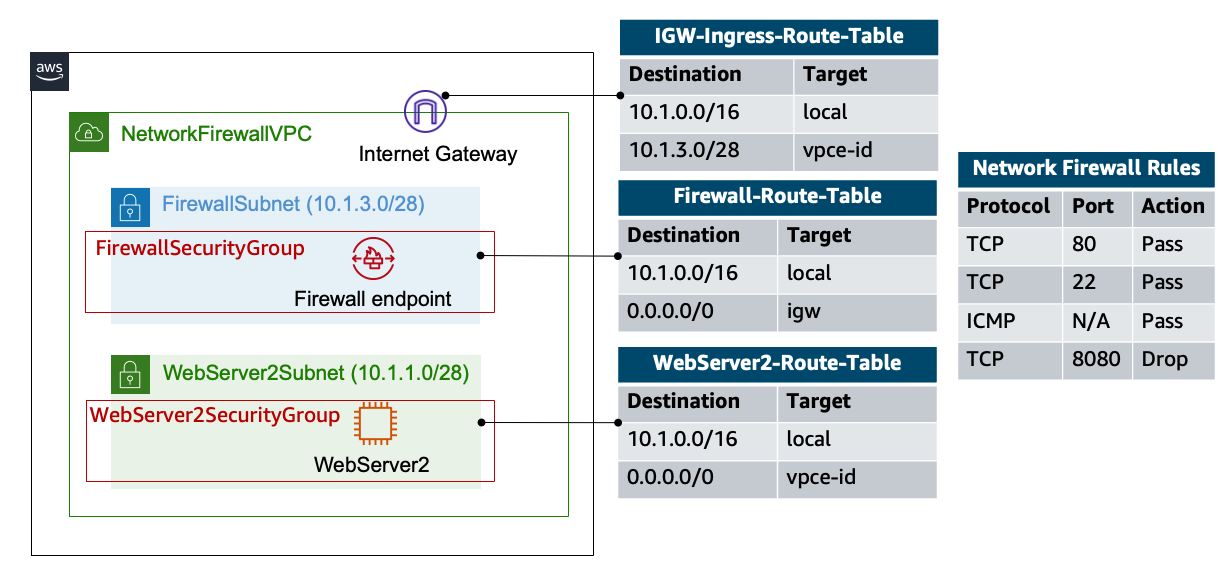 aws
NetworkFirewallVPC
Internet Gateway
FirewallSubnet (10.1.3.0/28)
FirewallSecurityGroup
Firewall endpoint
WebServer2Subnet (10.1.1.0/28)
WebServer2SecurityGroup
WebServer2
IGW-Ingress-Route-Table
Destination Target
10.1.0.0/16 local
10.1.3.0/28 vpce-id
Firewall-Route-Table
Destination Target
10.1.0.0/16 local
0.0.0.0/0 igw
WebServer2-Route-Table
Destination Target
10.1.0.0/16 local
0.0.0.0/0 vpce-id
Network Firewall Rules
Protocol Port Action
TCP 80 Pass
TCP 22 Pass
ICMP N/A Pass
TCP 8080 Drop